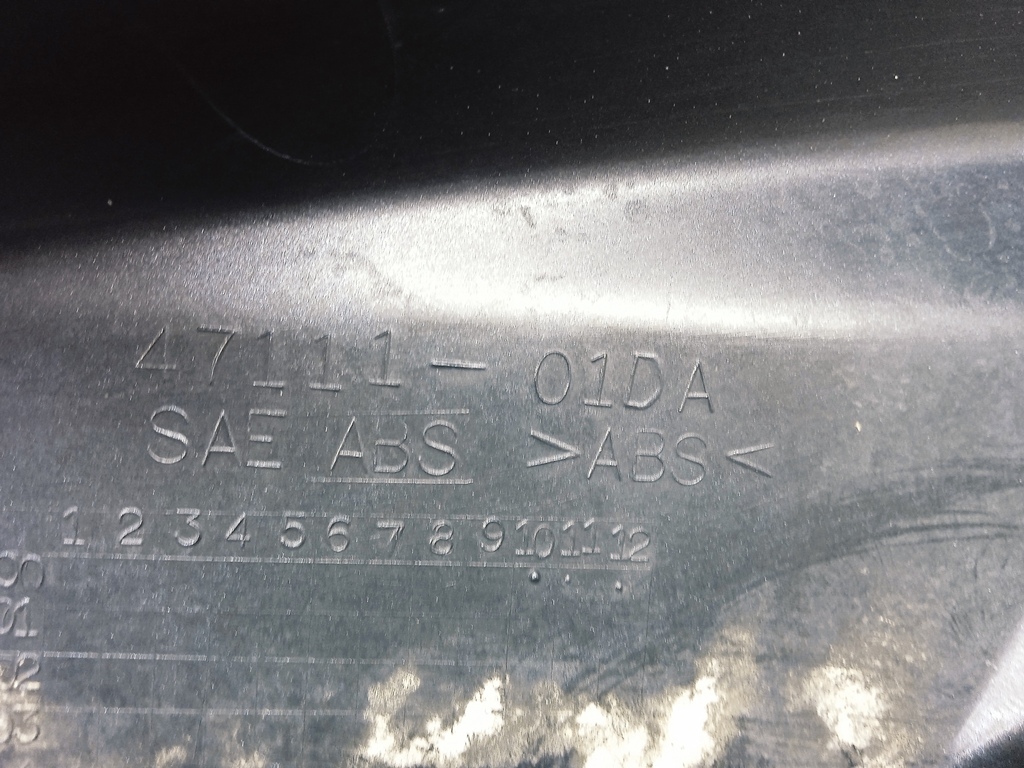 47111-01DA
SAE ABS >ABS<
1 2 3 4 5 6 7 8 9 10 11 12